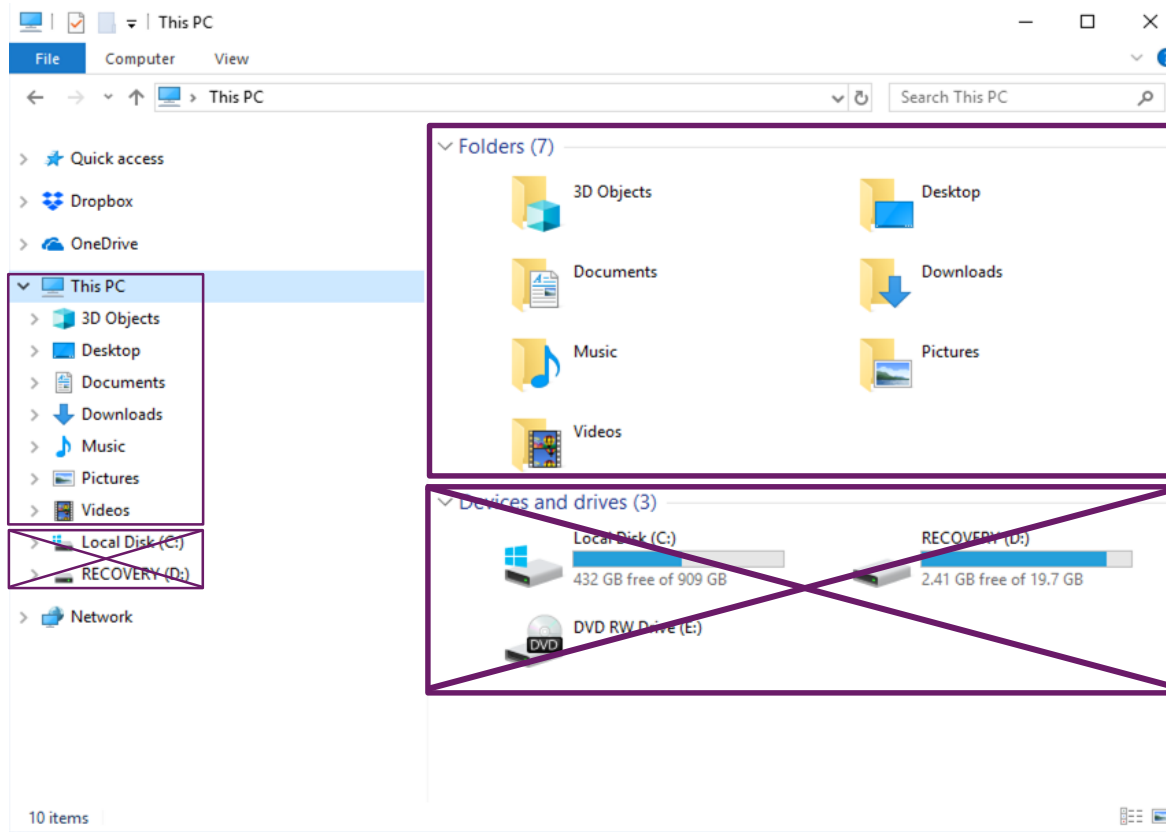 This PC
File Computer View
This PC
Search This PC
Quick access
Dropbox
OneDrive
This PC
3D Objects
Desktop
Documents
Downloads
Music
Pictures
Videos
Local Disk (C:)
RECOVERY (D:)
Network
Folders (7)
3D Objects
Desktop
Documents
Downloads
Music
Pictures
Videos
Devices and drives (3)
Local Disk (C:)
432 GB free of 909 GB
RECOVERY (D:)
2.41 GB free of 19.7 GB
DVD RW Drive (E:)
DVD
10 items